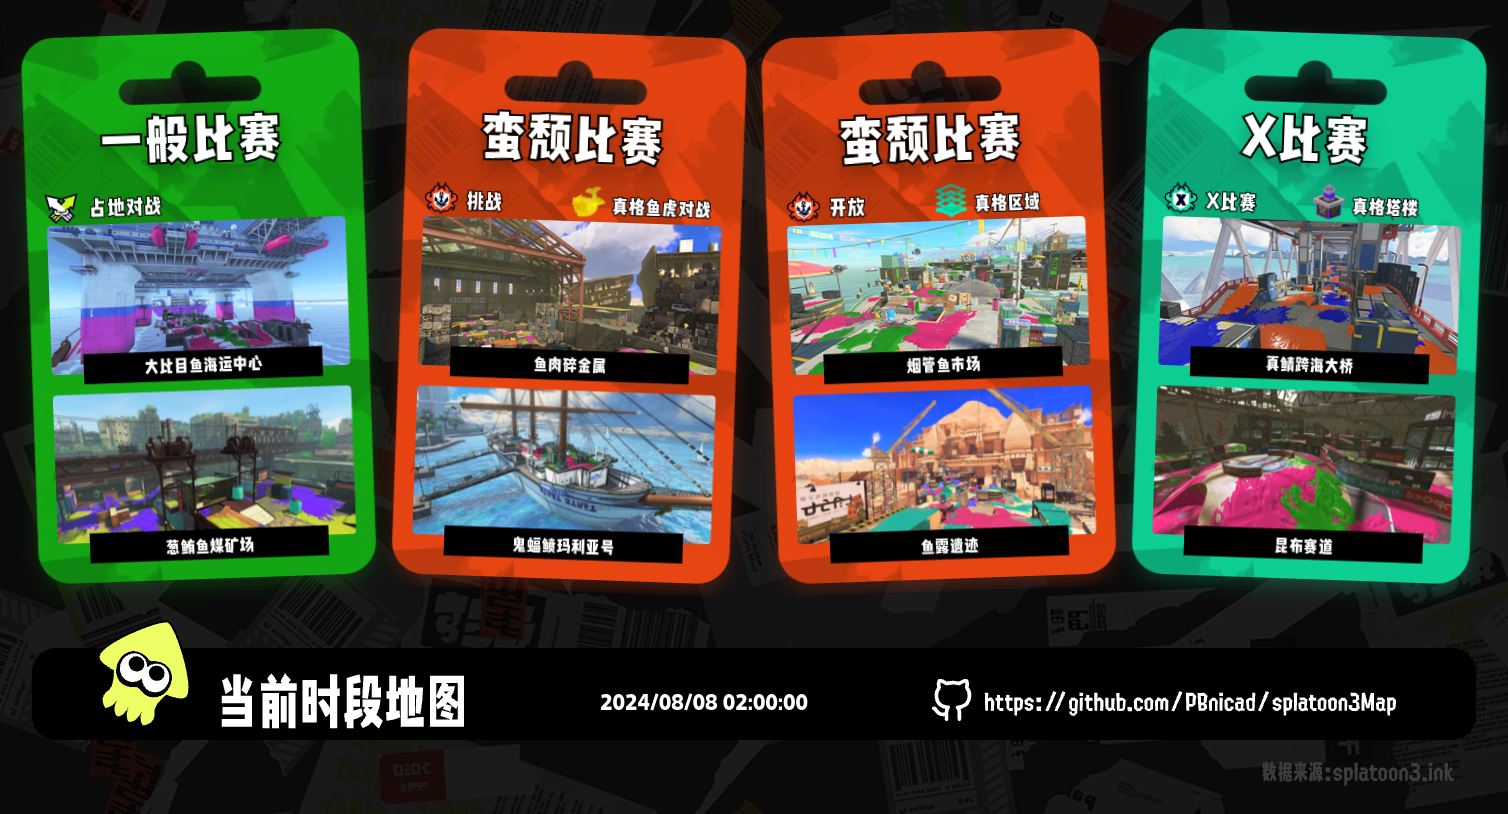 一般比赛
占地对战
大比目鱼海运中心
葱鲔鱼煤矿场
蛮颓比赛
挑战
真格鱼虎对战
鱼肉碎金属
鬼蝠鲼玛利亚号
蛮颓比赛
开放
真格区域
烟管鱼市场
鱼露遗迹
X比赛
X比赛
真格塔楼
真鲭跨海大桥
昆布赛道
当前时段地图
2024/08/08 02:00:00
https://github.com/PBnicad/splatoon3Map
数据来源:splatoon3.ink